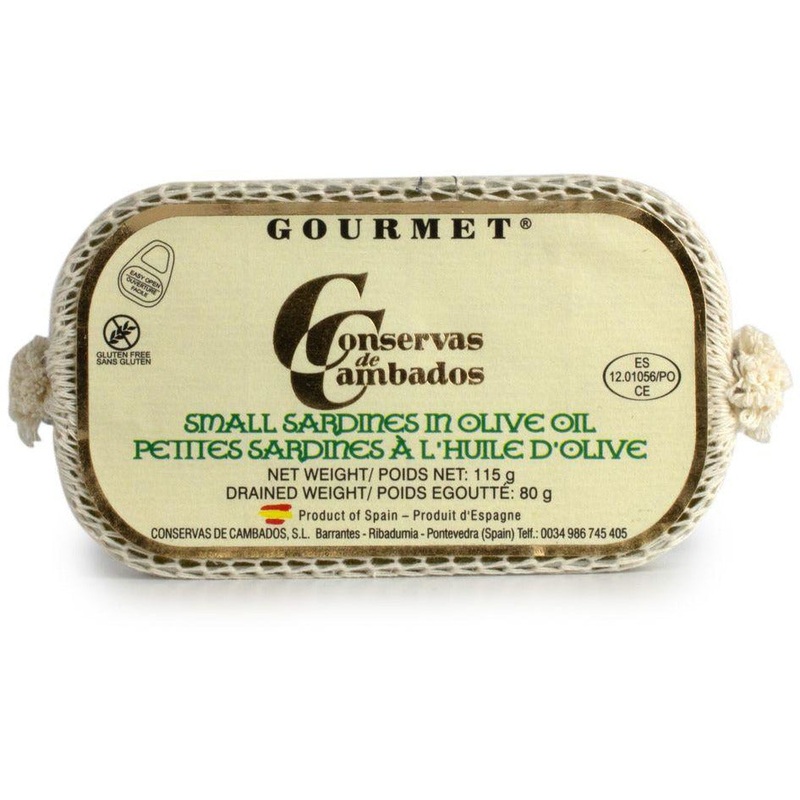 GOURMET®
EASY OPEN
OUVERTURE
FACILE
GLUTEN FREE
SANS GLUTEN
Conservas
de
Cambados
ES
12.01056/PO
CE
SMALL SARDINES IN OLIVE OIL
PETITES SARDINES À L'HUILE D'OLIVE
NET WEIGHT/ POIDS NET: 115 g
DRAINED WEIGHT/ POIDS EGOUTTÉ: 80 g
Product of Spain – Produit d'Espagne
CONSERVAS DE CAMBADOS, S.L. Barrantes - Ribadumia - Pontevedra (Spain) Telf.: 0034 986 745 405